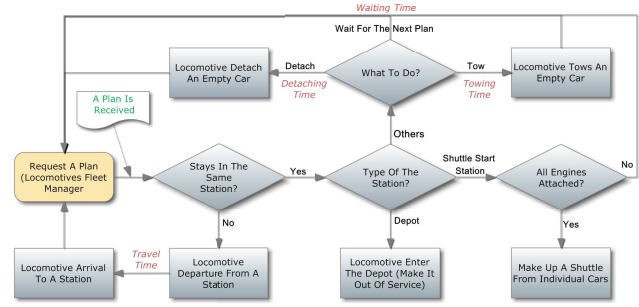 Waiting Time
Wait For The Next Plan
Locomotive Detach
An Empty Car
Detach
Detaching
Time
What To Do?
Tow
Towing
Time
Locomotive Tows An
Empty Car
A Plan Is
Received
Others
Request A Plan
(Locomotives Fleet
Manager
Stays In The
Same
Station?
Yes
Type Of The
Station?
Shuttle Start
Station
All Engines
Attached?
No
No
Depot
Yes
Locomotive Arrival
To A Station
Travel
Time
Locomotive
Departure From A
Station
Locomotive Enter
The Depot (Make It
Out Of Service)
Make Up A Shuttle
From Individual Cars